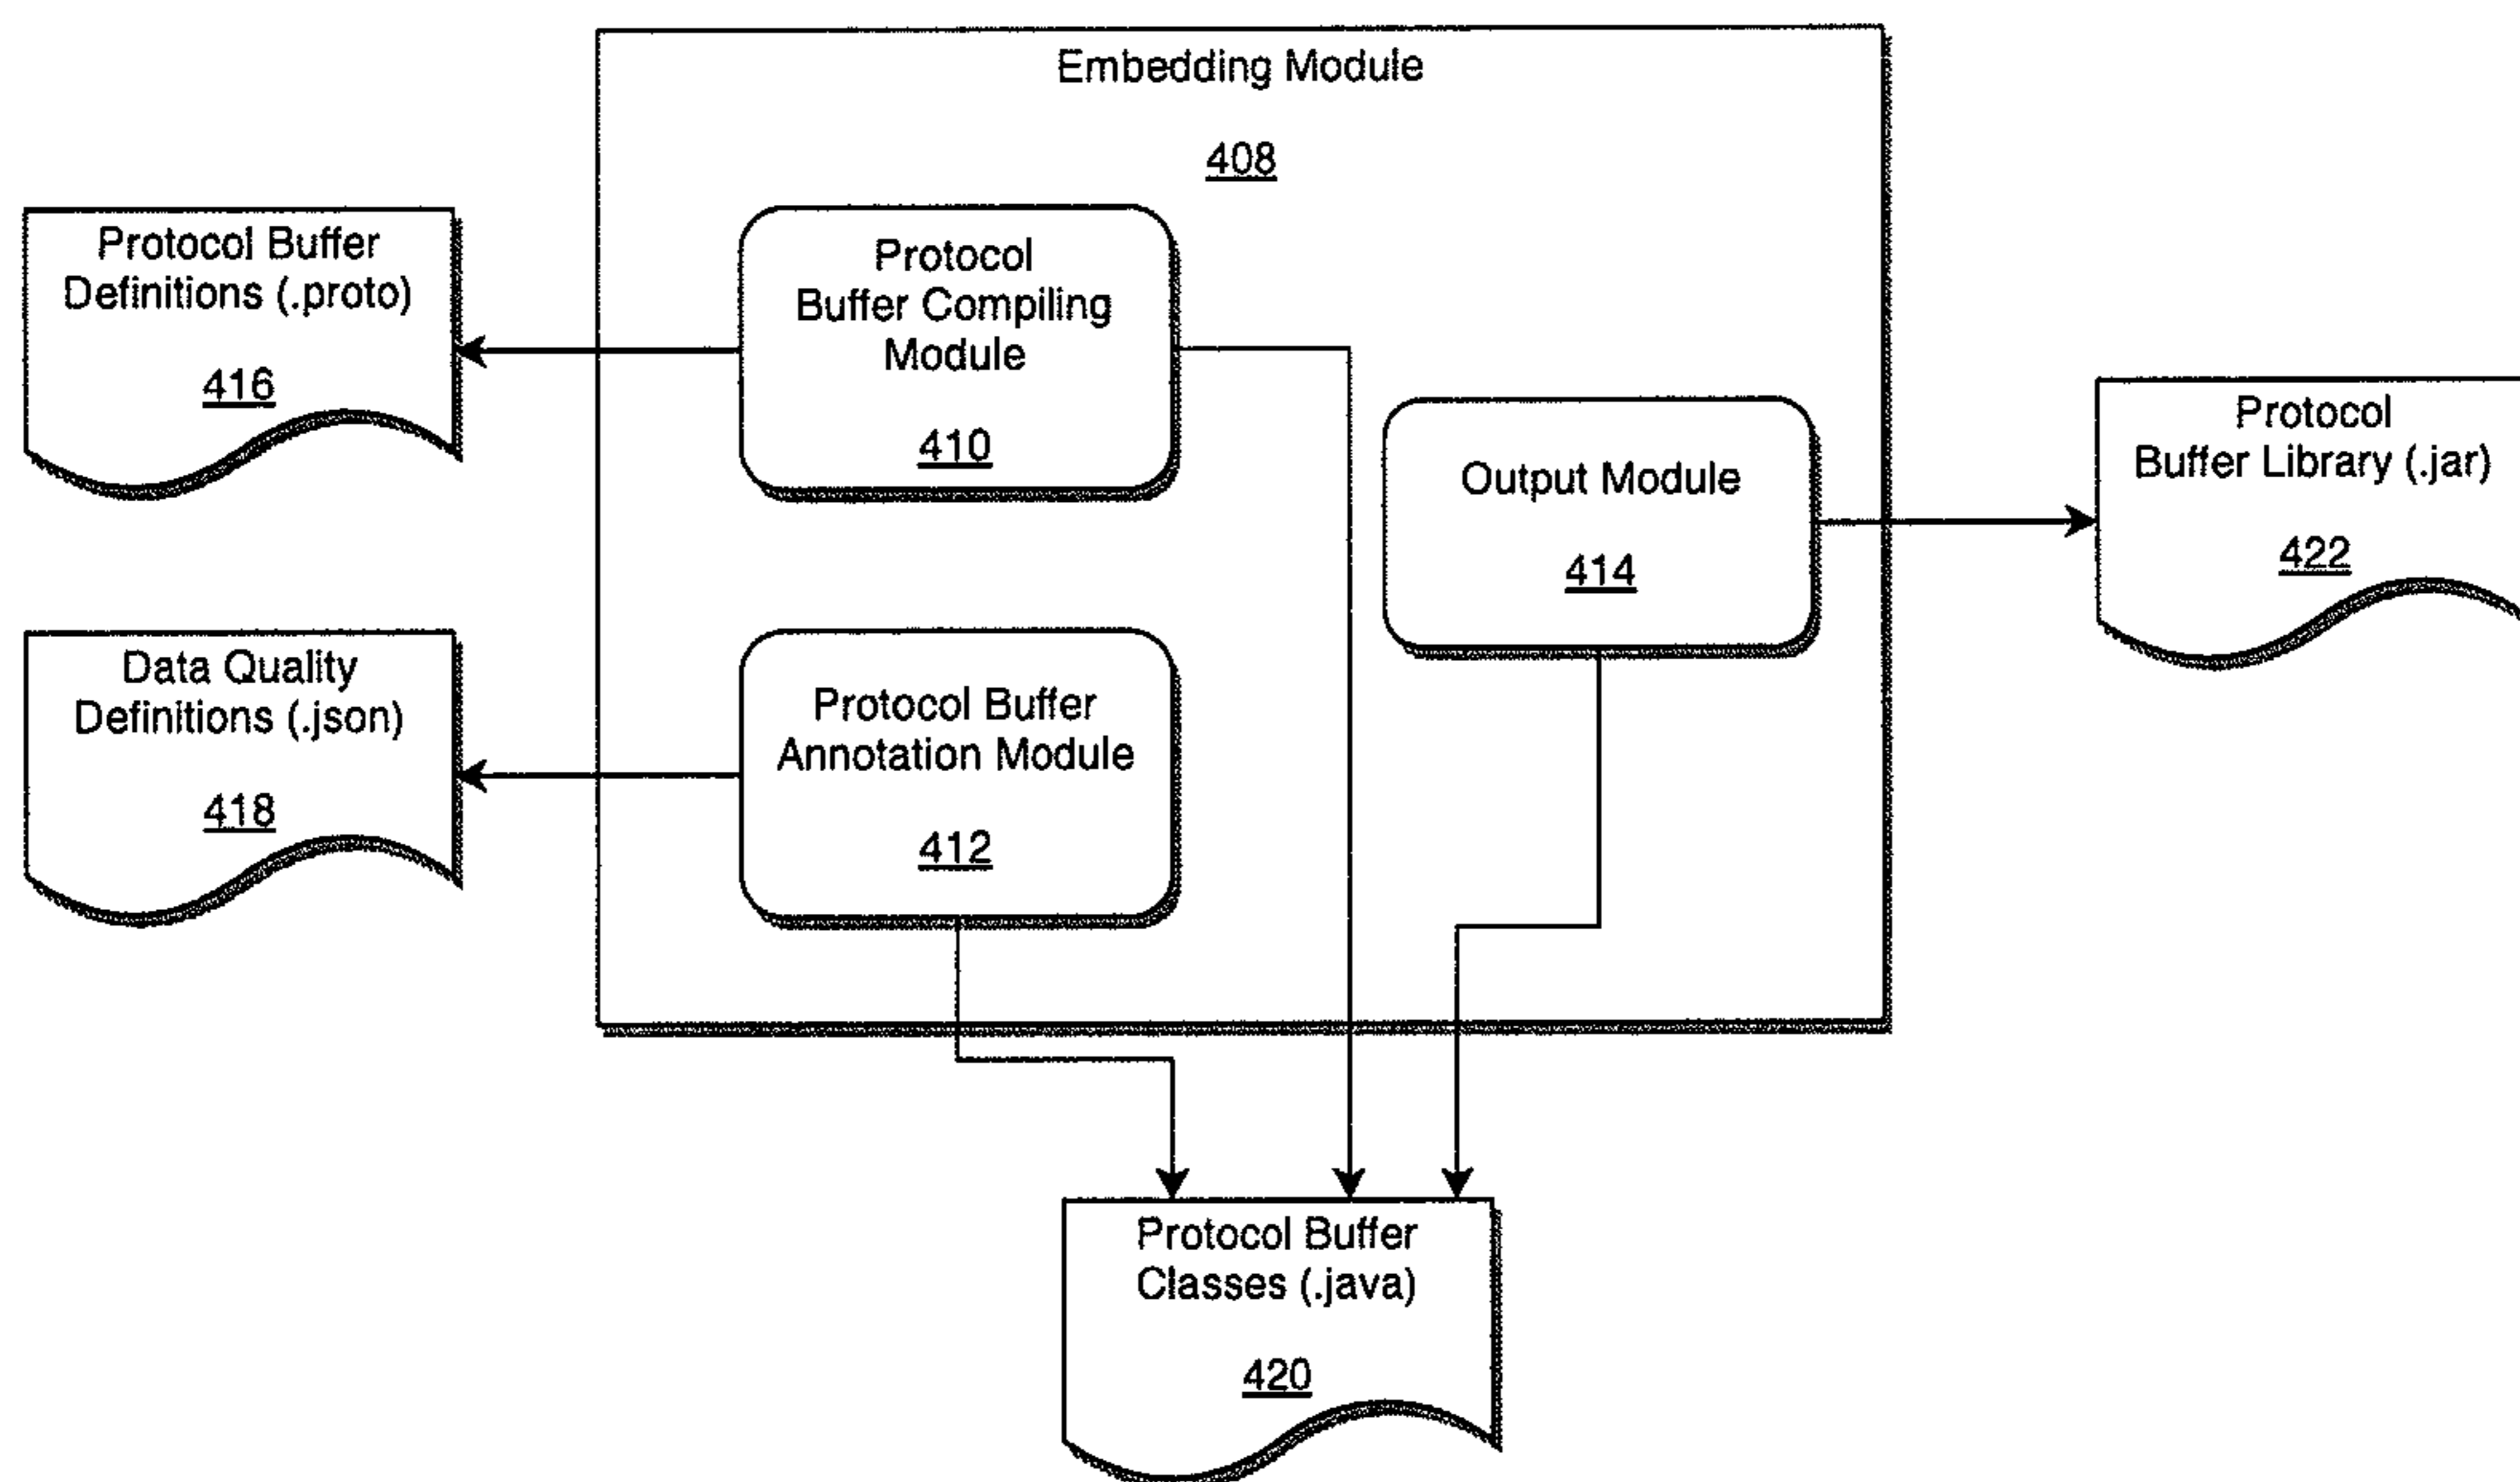 Embedding Module
408
Protocol Buffer
Definitions (.proto)
416
Protocol
Buffer Compiling
Module
410
Output Module
414
Protocol
Buffer Library (.jar)
422
Data Quality
Definitions (.json)
418
Protocol Buffer
Annotation Module
412
Protocol Buffer
Classes (.java)
420